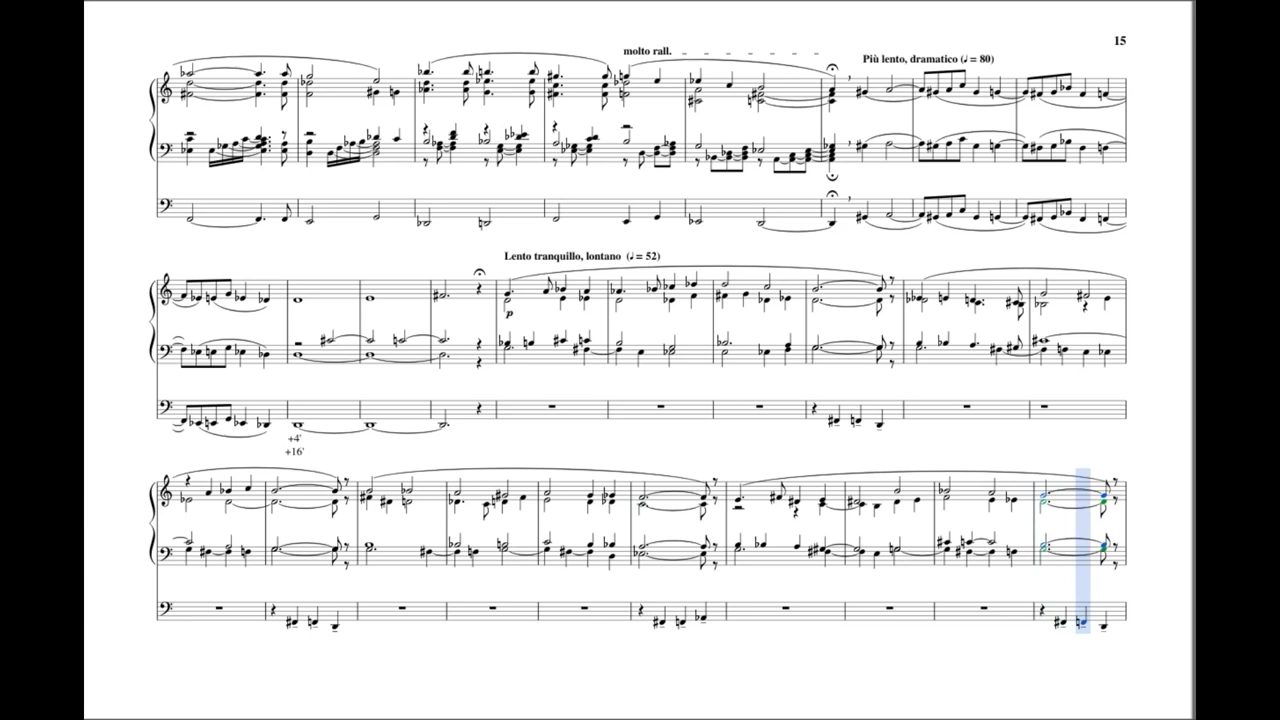 15
molto rall.
Più lento, dramatico (♩= 80)
Lento tranquillo, lontano (♩= 52)
p
+4'
+16'